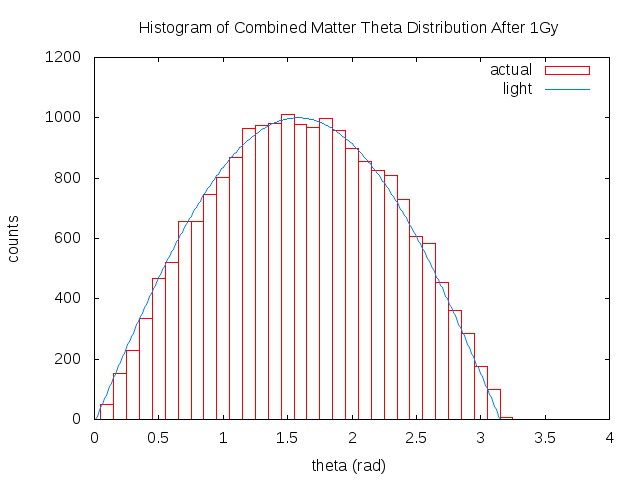 Histogram of Combined Matter Theta Distribution After 1Gy
1200
1000
800
600
400
200
0
counts
actual
light
0 0.5 1 1.5 2 2.5 3 3.5 4
theta (rad)